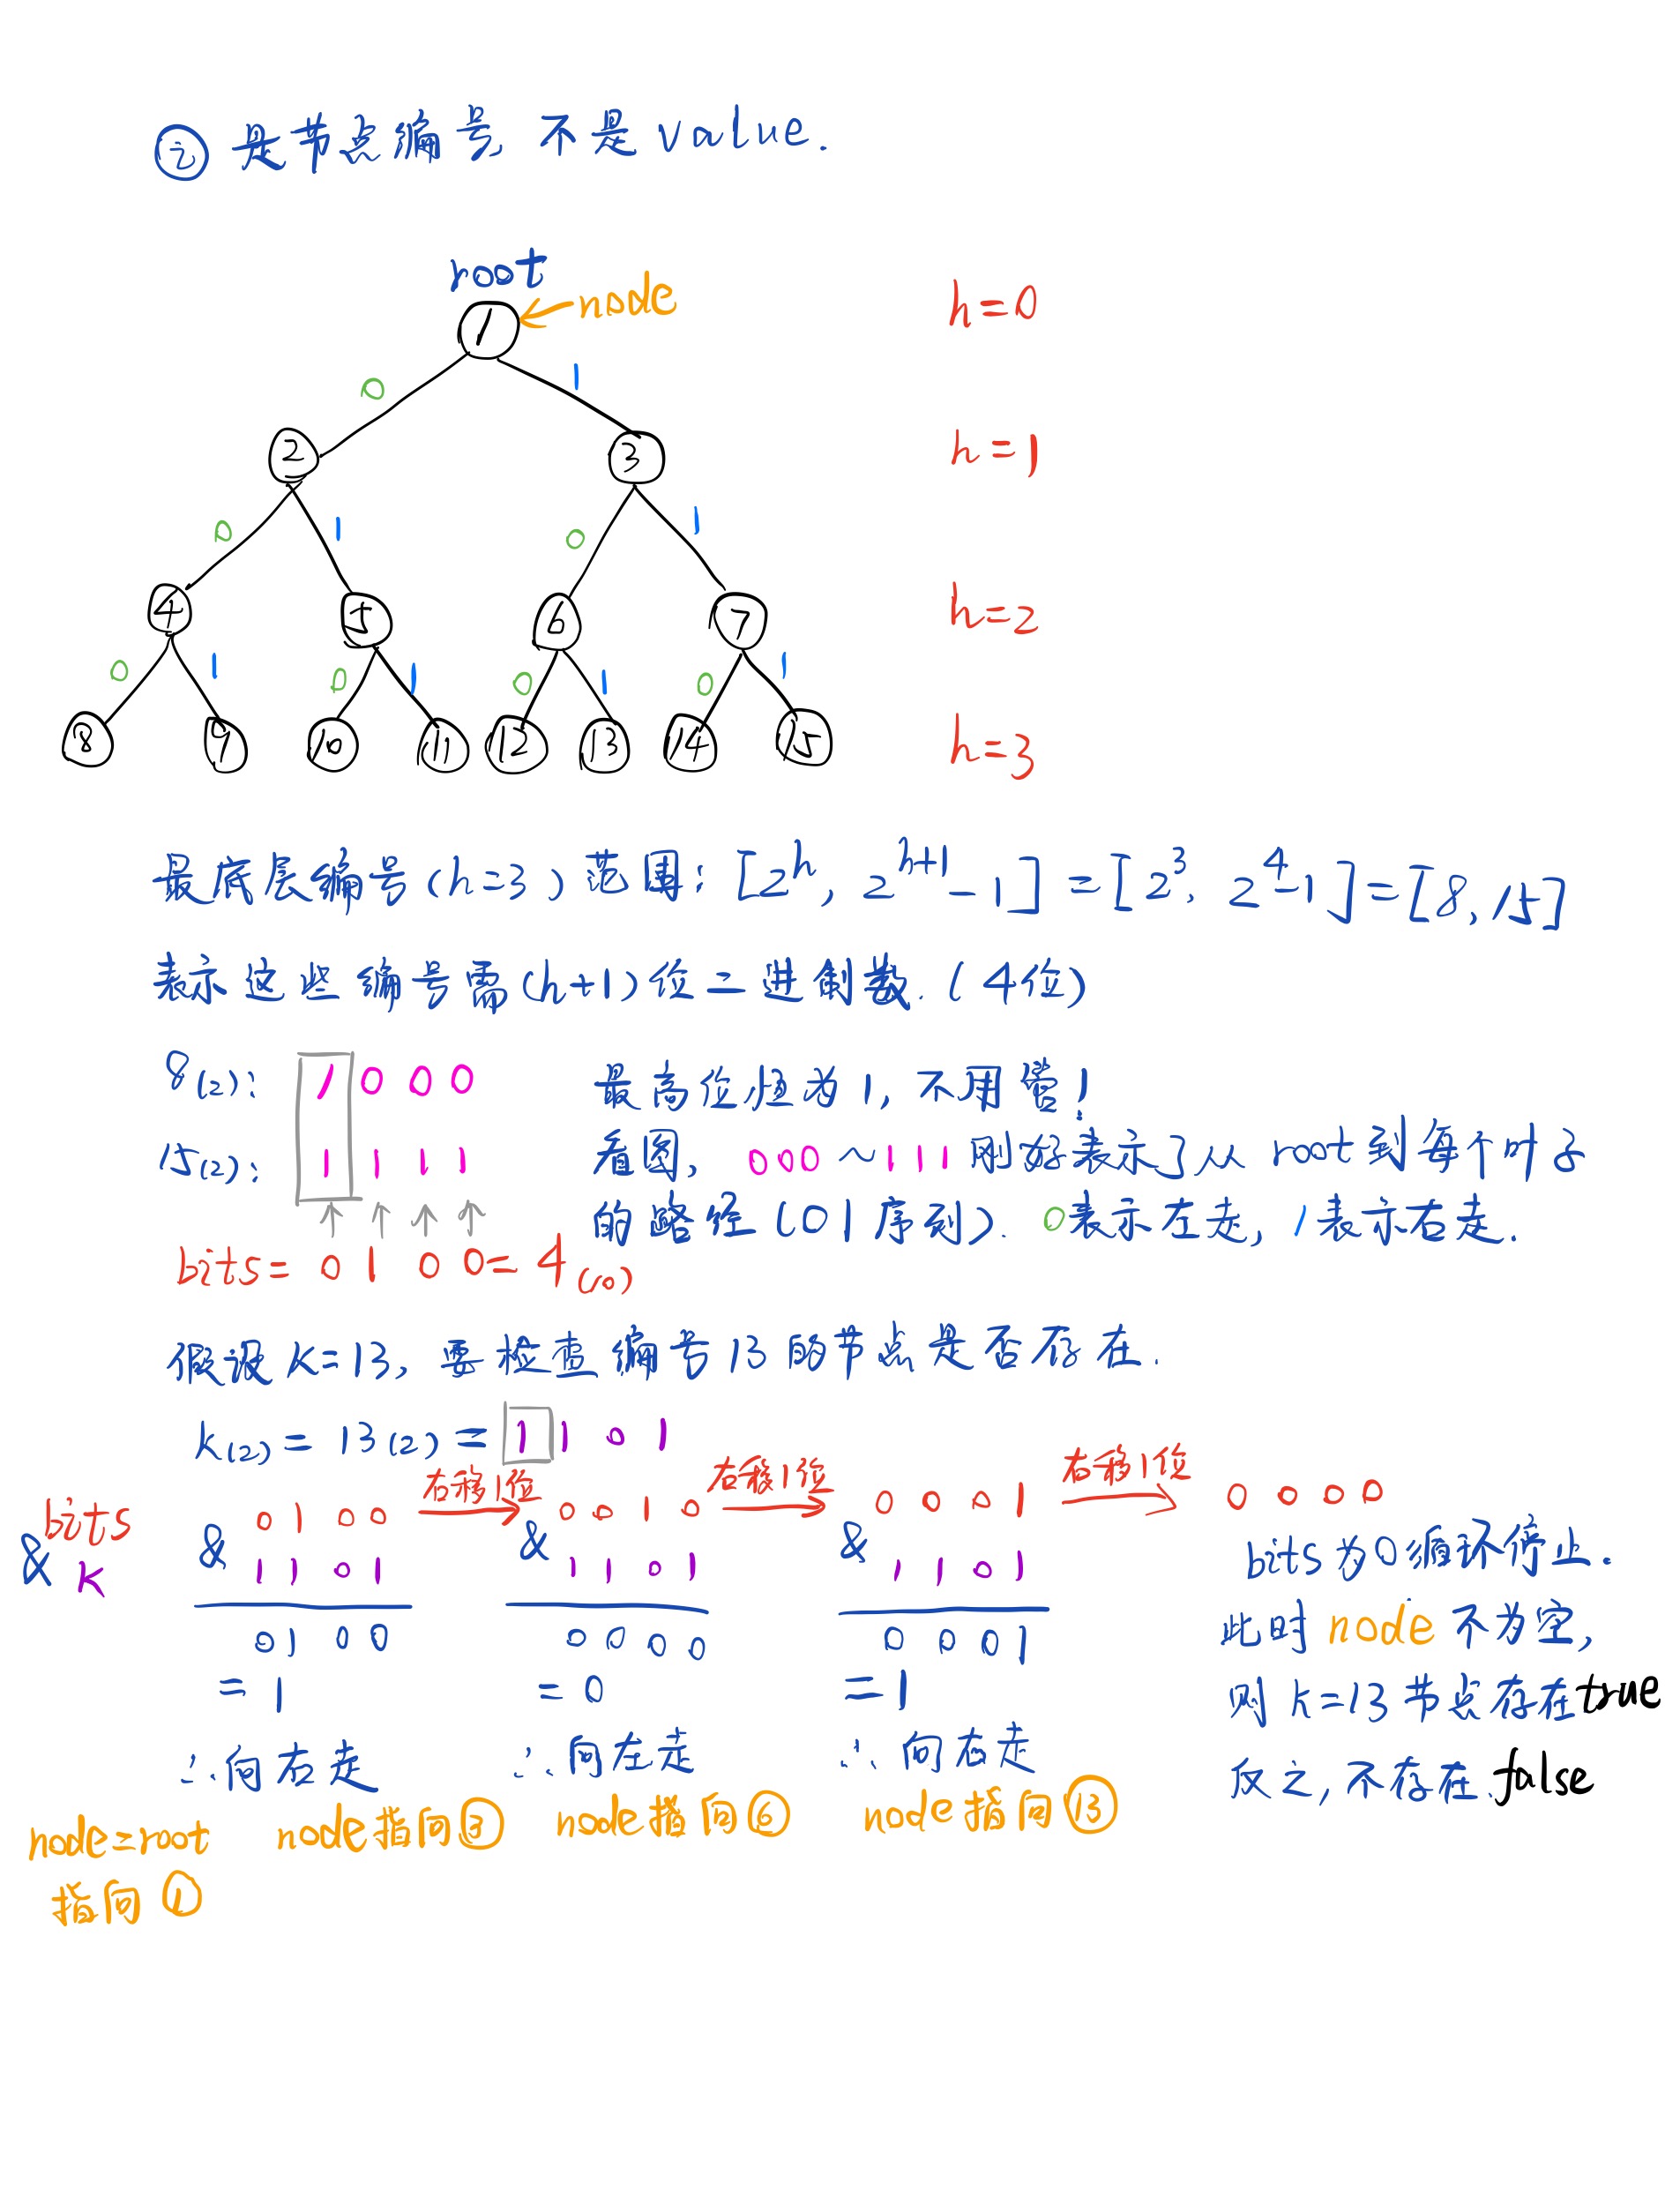 ⓘ 是节点编号, 不是 value.
root
node
1
h=0
0 1
2 3
h=1
0 1 0 1
4 5 6 7
h=2
0 1 0 1 0 1 0 1
8 9 10 11 12 13 14 15
h=3
最底层编号(h=3)范围: [2^h, 2^{h+1}-1] = [2^3, 2^4-1] = [8, 15]
表示这些编号需(h+1)位二进制数. (4位)
8(2): 1 0 0 0
15(2): 1 1 1 1
最高位恒为1, 不用管!
看图, 000~111 刚好表示了从 root 到每个叶子
的路径(01序列). 0表示左走, 1表示右走.
bits = 0 1 0 0 = 4(10)
假设 k=13, 要检查编号13的节点是否存在.
k(2) = 13(2) = 1 1 0 1
bits
& k
& 0 1 0 0
1 1 0 1
0 1 0 0
= 1
∴ 向右走
右移1位
& 0 0 1 0
1 1 0 1
0 0 0 0
= 0
∴ 向左走
右移1位
& 0 0 0 1
1 1 0 1
0 0 0 1
= 1
∴ 向右走
右移1位
0 0 0 0
bits为0循环停止.
此时 node 不为空,
则 k=13 节点存在 true
反之, 不存在. false
node=root
指向 ①
node指向③
node指向⑥
node指向⑬